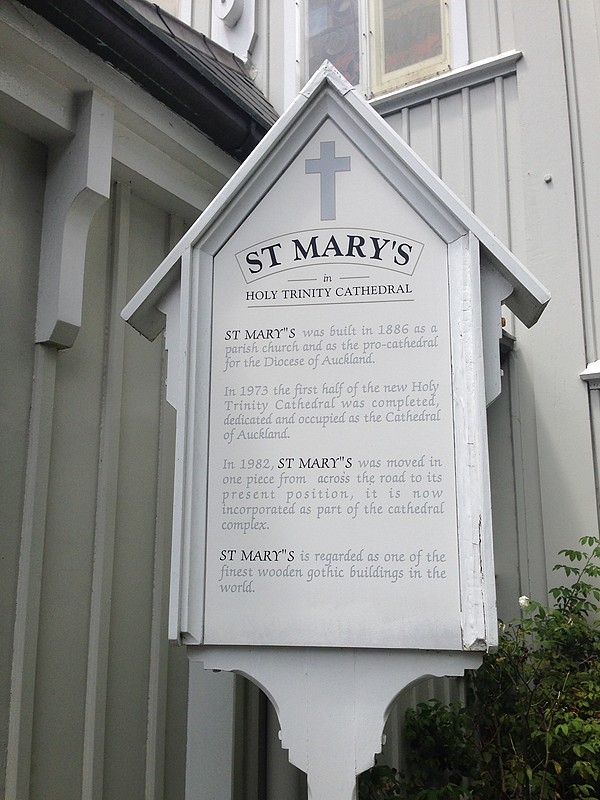 ST MARY'S
in
HOLY TRINITY CATHEDRAL
ST MARY"S was built in 1886 as a
parish church and as the pro-cathedral
for the Diocese of Auckland.
In 1973 the first half of the new Holy
Trinity Cathedral was completed,
dedicated and occupied as the Cathedral
of Auckland.
In 1982, ST MARY"S was moved in
one piece from across the road to its
present position, it is now
incorporated as part of the cathedral
complex.
ST MARY"S is regarded as one of the
finest wooden gothic buildings in the
world.